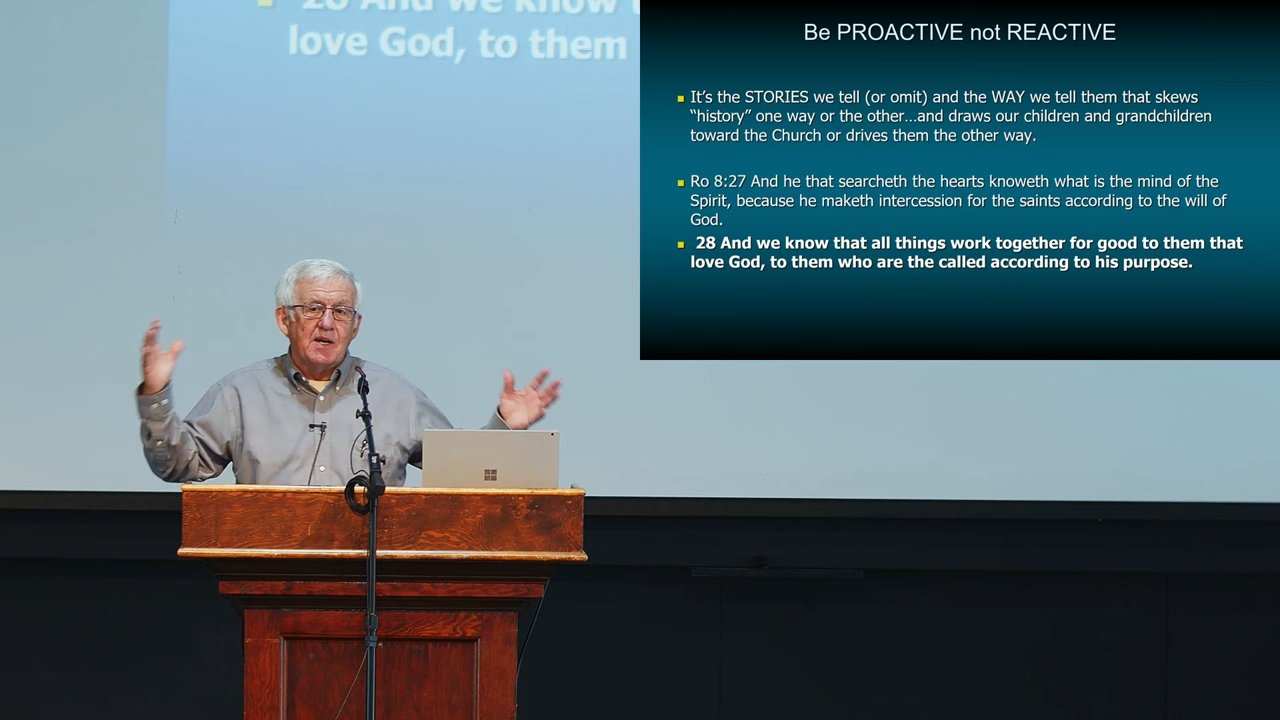 28 And we know
love God, to them
Be PROACTIVE not REACTIVE
It's the STORIES we tell (or omit) and the WAY we tell them that skews
“history” one way or the other…and draws our children and grandchildren
toward the Church or drives them the other way.
Ro 8:27 And he that searcheth the hearts knoweth what is the mind of the
Spirit, because he maketh intercession for the saints according to the will of
God.
28 And we know that all things work together for good to them that
love God, to them who are the called according to his purpose.